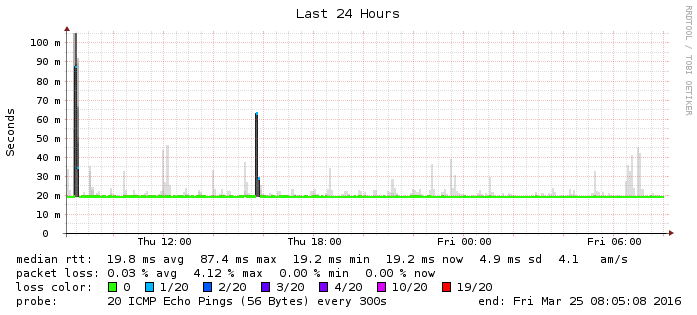 Last 24 Hours
RRDTOOL / TOBI OETIKER
Seconds
100 m
90 m
80 m
70 m
60 m
50 m
40 m
30 m
20 m
10 m
0
Thu 12:00 Thu 18:00 Fri 00:00 Fri 06:00
median rtt: 19.8 ms avg 87.4 ms max 19.2 ms min 19.2 ms now 4.9 ms sd 4.1 am/s
packet loss: 0.03 % avg 4.12 % max 0.00 % min 0.00 % now
loss color: 0 1/20 2/20 3/20 4/20 10/20 19/20
probe: 20 ICMP Echo Pings (56 Bytes) every 300s end: Fri Mar 25 08:05:08 2016